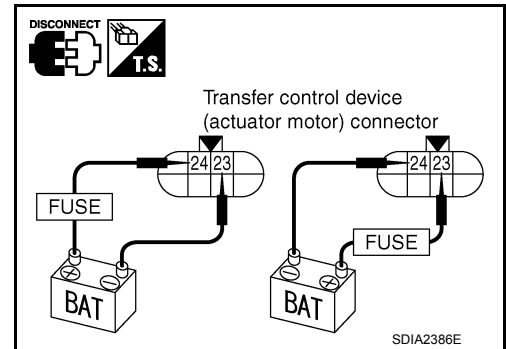 DISCONNECT
T.S.
Transfer control device
(actuator motor) connector
24 23
24 23
FUSE
FUSE
BAT
BAT
SDIA2386E